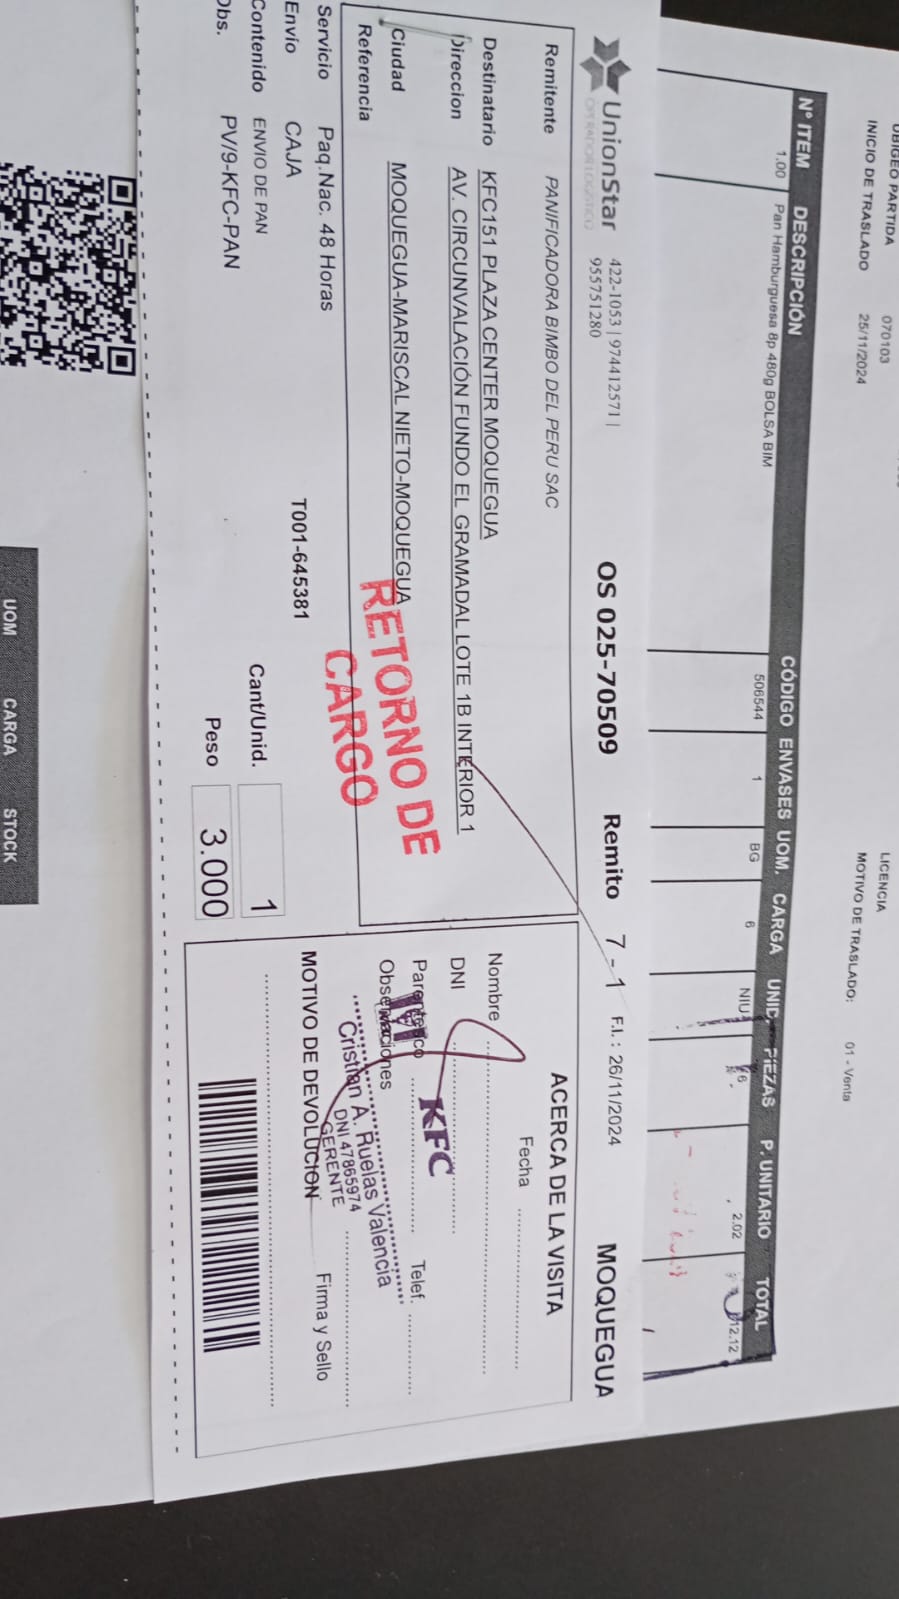 UBIGEO PARTIDA 070103
INICIO DE TRASLADO 25/11/2024
LICENCIA
MOTIVO DE TRASLADO: 01 - Venta
N° ITEM DESCRIPCIÓN CÓDIGO ENVASES UOM. CARGA UNID. PIEZAS P. UNITARIO TOTAL
1.00 Pan Hamburguesa 8p 480g BOLSA BIM 506544 1 BG 6 NIU 6 2.02 12.12
UnionStar
OPERADOR LOGISTICO
422-1053 | 974412571 |
955751280
OS 025-70509 Remito 7 - 1 F.I.: 26/11/2024 MOQUEGUA
Remitente PANIFICADORA BIMBO DEL PERU SAC
Destinatario KFC151 PLAZA CENTER MOQUEGUA
Direccion AV. CIRCUNVALACIÓN FUNDO EL GRAMADAL LOTE 1B INTERIOR 1
Ciudad MOQUEGUA-MARISCAL NIETO-MOQUEGUA
Referencia
RETORNO DE
CARGO
Servicio Paq.Nac. 48 Horas
Envío CAJA T001-645381
Contenido ENVIO DE PAN Cant/Unid. 1
Obs. PV/9-KFC-PAN Peso 3.000
ACERCA DE LA VISITA
Fecha
Nombre
DNI
Parentesco Telef.
Observaciones
KFC
Cristian A. Ruelas Valencia
DNI 47865974
GERENTE
Firma y Sello
MOTIVO DE DEVOLUCION
UOM CARGA STOCK